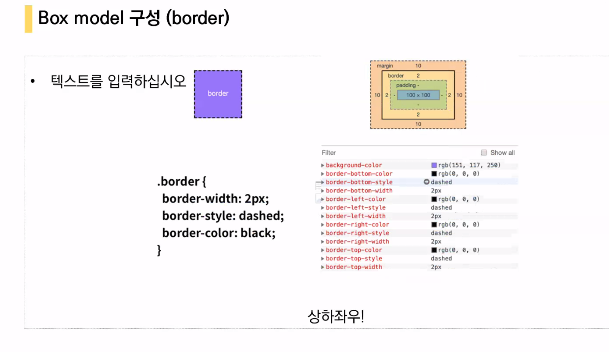 Box model 구성 (border)
• 텍스트를 입력하십시오
border
margin 10
border 2
padding -
10 2 - 100 × 100 - 2 10
-
2
10
.border {
border-width: 2px;
border-style: dashed;
border-color: black;
}
Filter Show all
background-color rgb(151, 117, 250)
border-bottom-color rgb(0, 0, 0)
border-bottom-style dashed
border-bottom-width 2px
border-left-color rgb(0, 0, 0)
border-left-style dashed
border-left-width 2px
border-right-color rgb(0, 0, 0)
border-right-style dashed
border-right-width 2px
border-top-color rgb(0, 0, 0)
border-top-style dashed
border-top-width 2px
상하좌우!